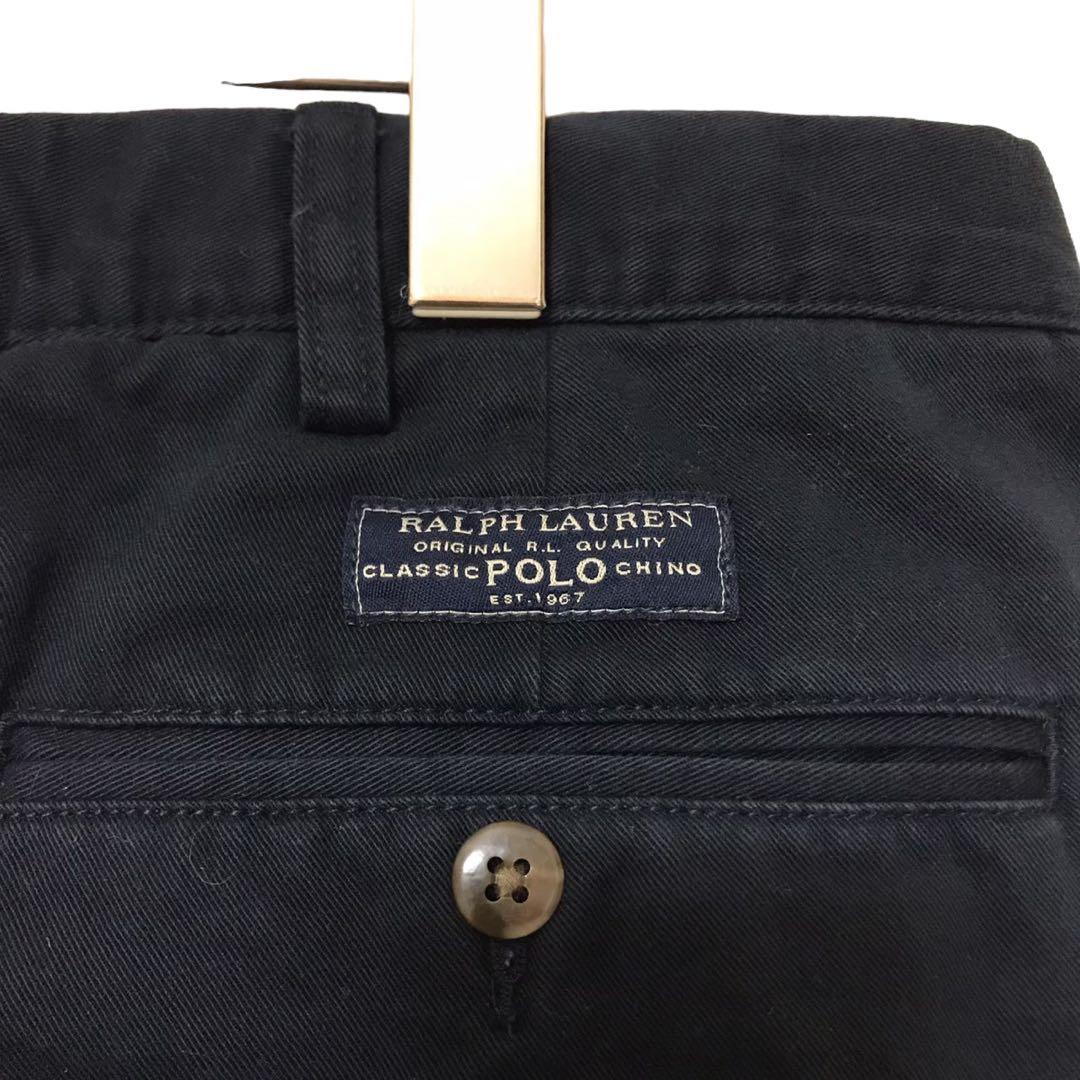 RALPH LAUREN
ORIGINAL R.L. QUALITY
CLASSIC POLO CHINO
EST. 1967